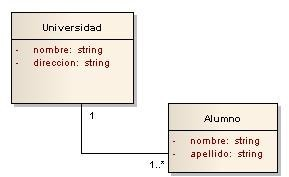 Universidad
- nombre: string
- direccion: string
1
Alumno
- nombre: string
- apellido: string
1..*